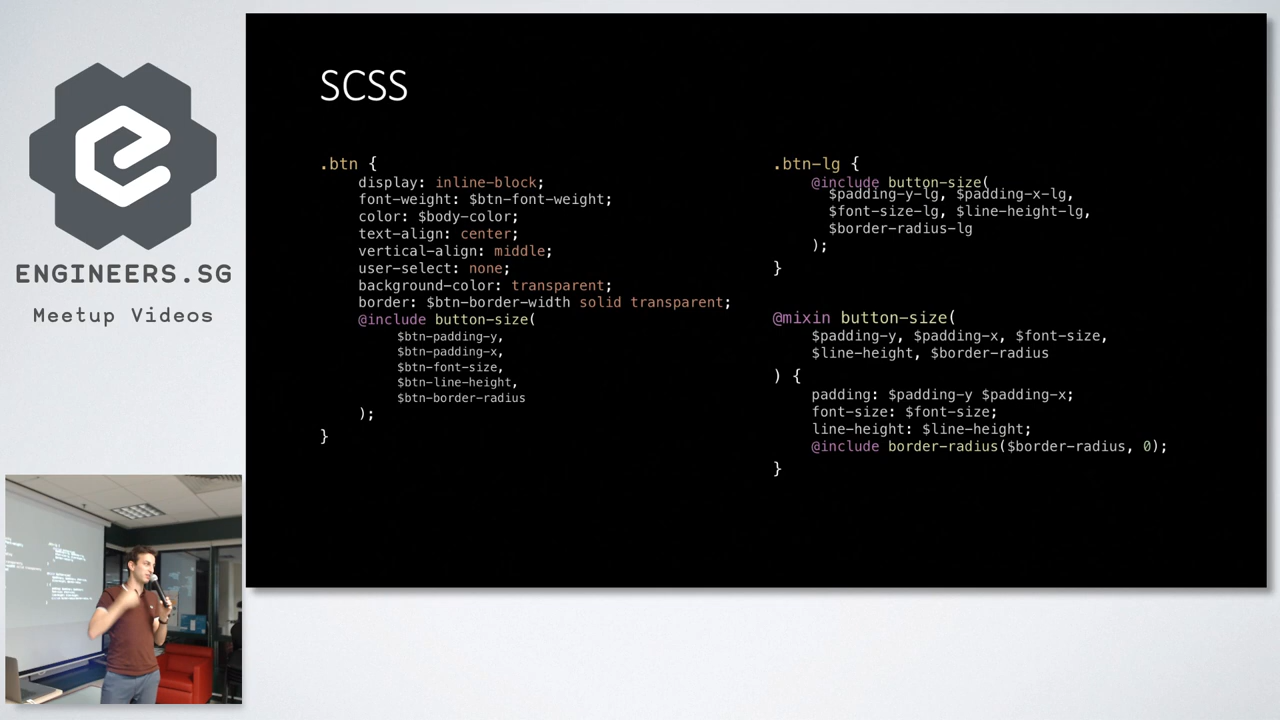 ENGINEERS.SG
Meetup Videos
SCSS
.btn {
display: inline-block;
font-weight: $btn-font-weight;
color: $body-color;
text-align: center;
vertical-align: middle;
user-select: none;
background-color: transparent;
border: $btn-border-width solid transparent;
@include button-size(
$btn-padding-y,
$btn-padding-x,
$btn-font-size,
$btn-line-height,
$btn-border-radius
);
}
.btn-lg {
@include button-size(
$padding-y-lg, $padding-x-lg,
$font-size-lg, $line-height-lg,
$border-radius-lg
);
}
@mixin button-size(
$padding-y, $padding-x, $font-size,
$line-height, $border-radius
) {
padding: $padding-y $padding-x;
font-size: $font-size;
line-height: $line-height;
@include border-radius($border-radius, 0);
}